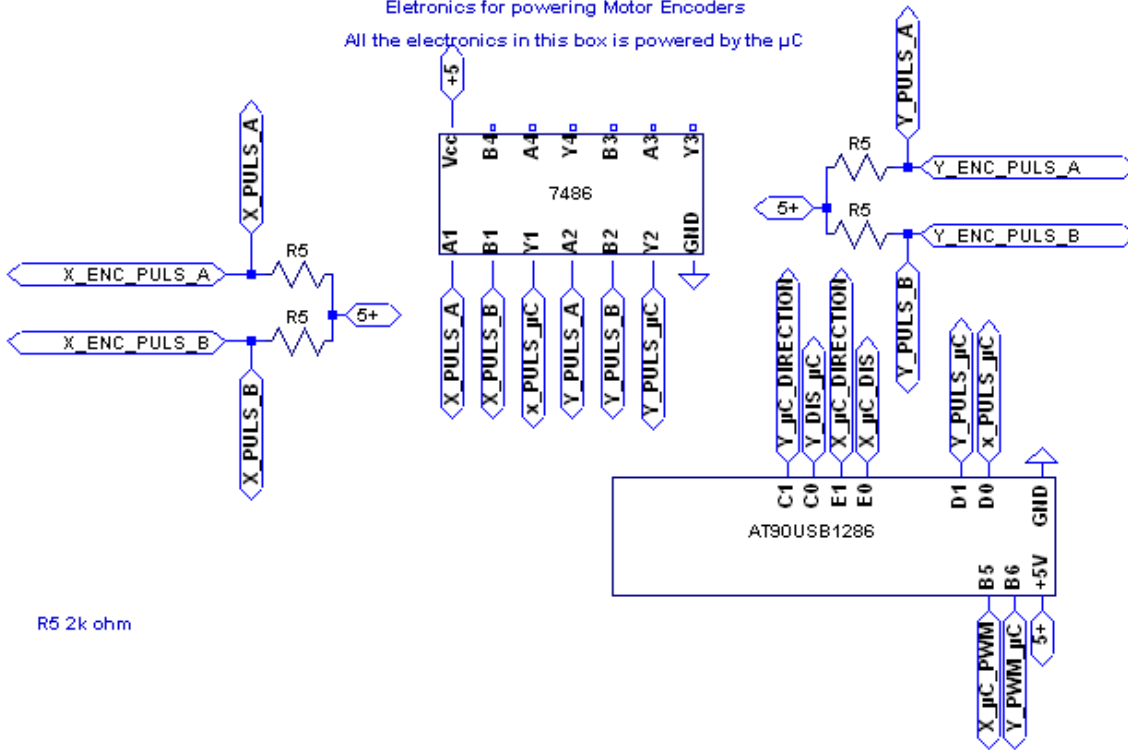 Eletronics for powering Motor Encoders
All the electronics in this box is powered by the µC
+5
Y_PULS_A
X_PULS_A
Vcc B4 A4 Y4 B3 A3 Y3
7486
A1 B1 Y1 A2 B2 Y2 GND
R5
Y_ENC_PULS_A
5+
R5
Y_ENC_PULS_B
Y_PULS_B
R5
X_ENC_PULS_A
5+
R5
X_ENC_PULS_B
X_PULS_B
X_PULS_A
X_PULS_B
x_PULS_µC
Y_PULS_A
Y_PULS_B
Y_PULS_µC
Y_µC_DIRECTION
Y_DIS_µC
X_µC_DIRECTION
X_µC_DIS
Y_PULS_µC
x_PULS_µC
C1 C0 E1 E0 D1 D0 GND
AT90USB1286
B5 B6 +5V
X_µC_PWM
Y_PWM_µC
5+
R5 2k ohm